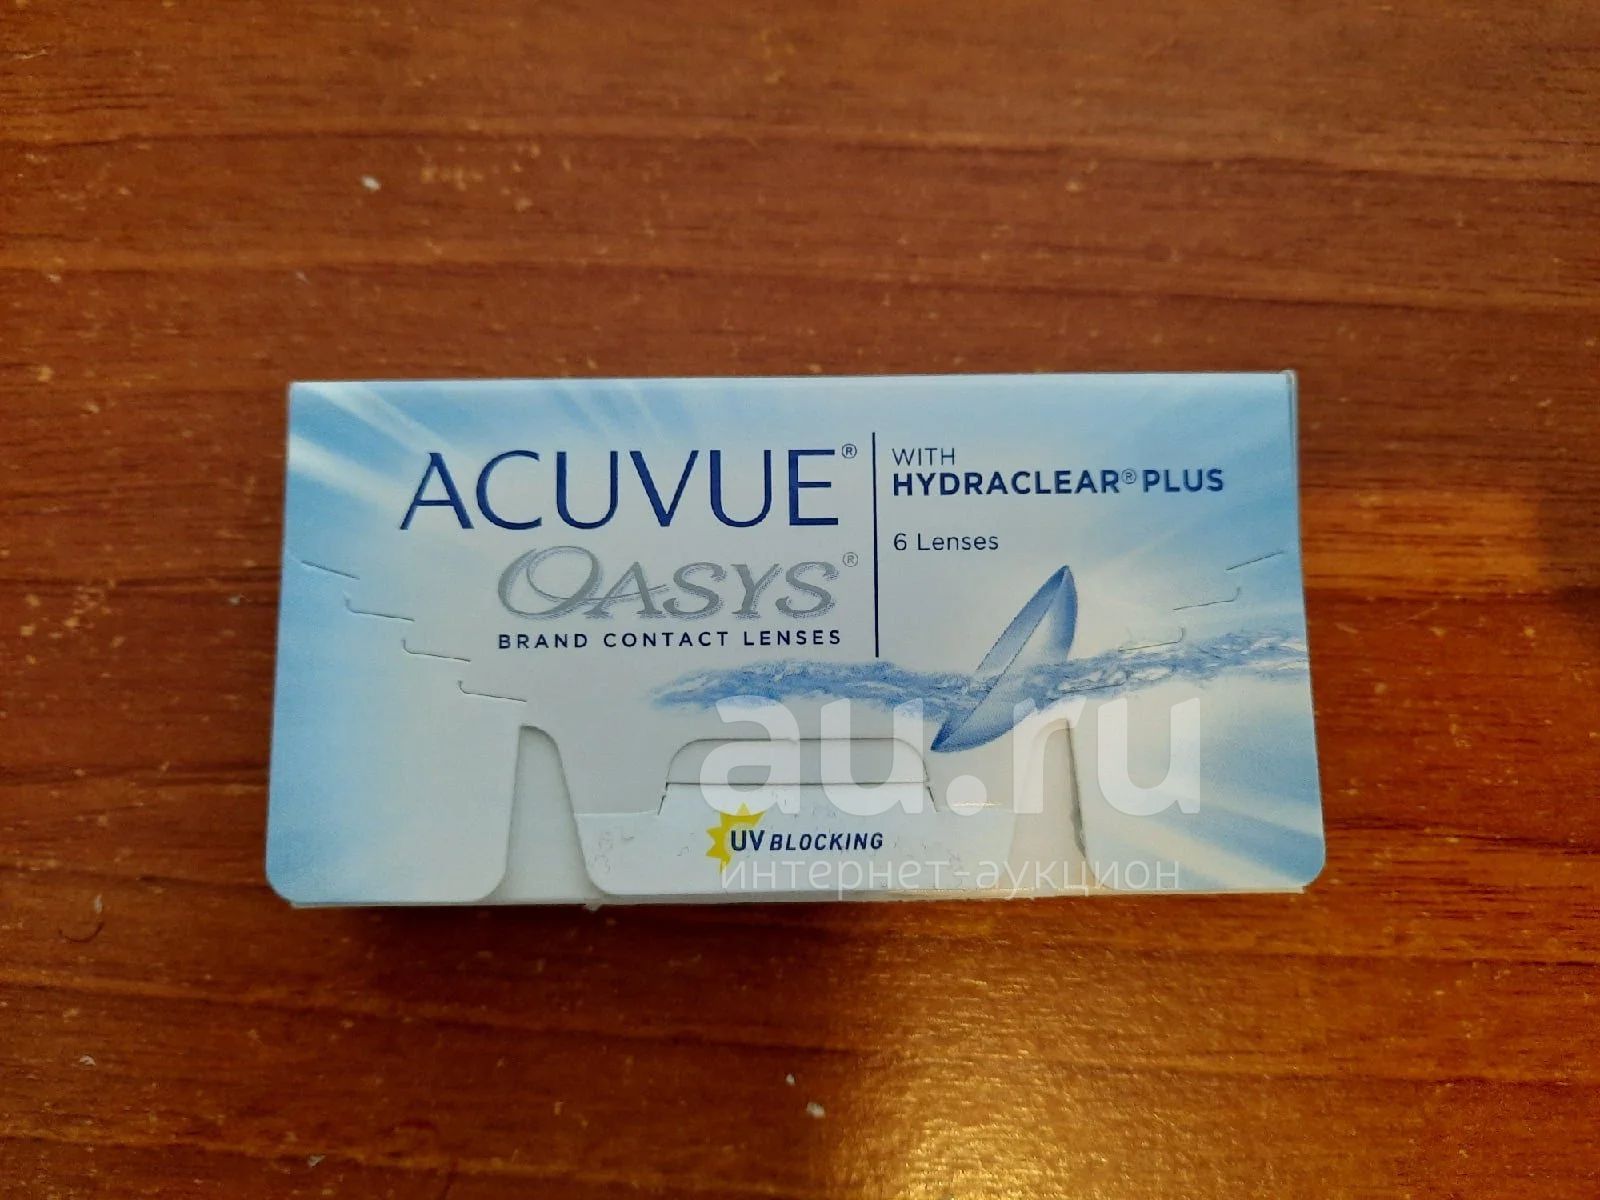 ACUVUE®
OASYS®
BRAND CONTACT LENSES
WITH
HYDRACLEAR® PLUS
6 Lenses
UV BLOCKING
au.ru
интернет-аукцион